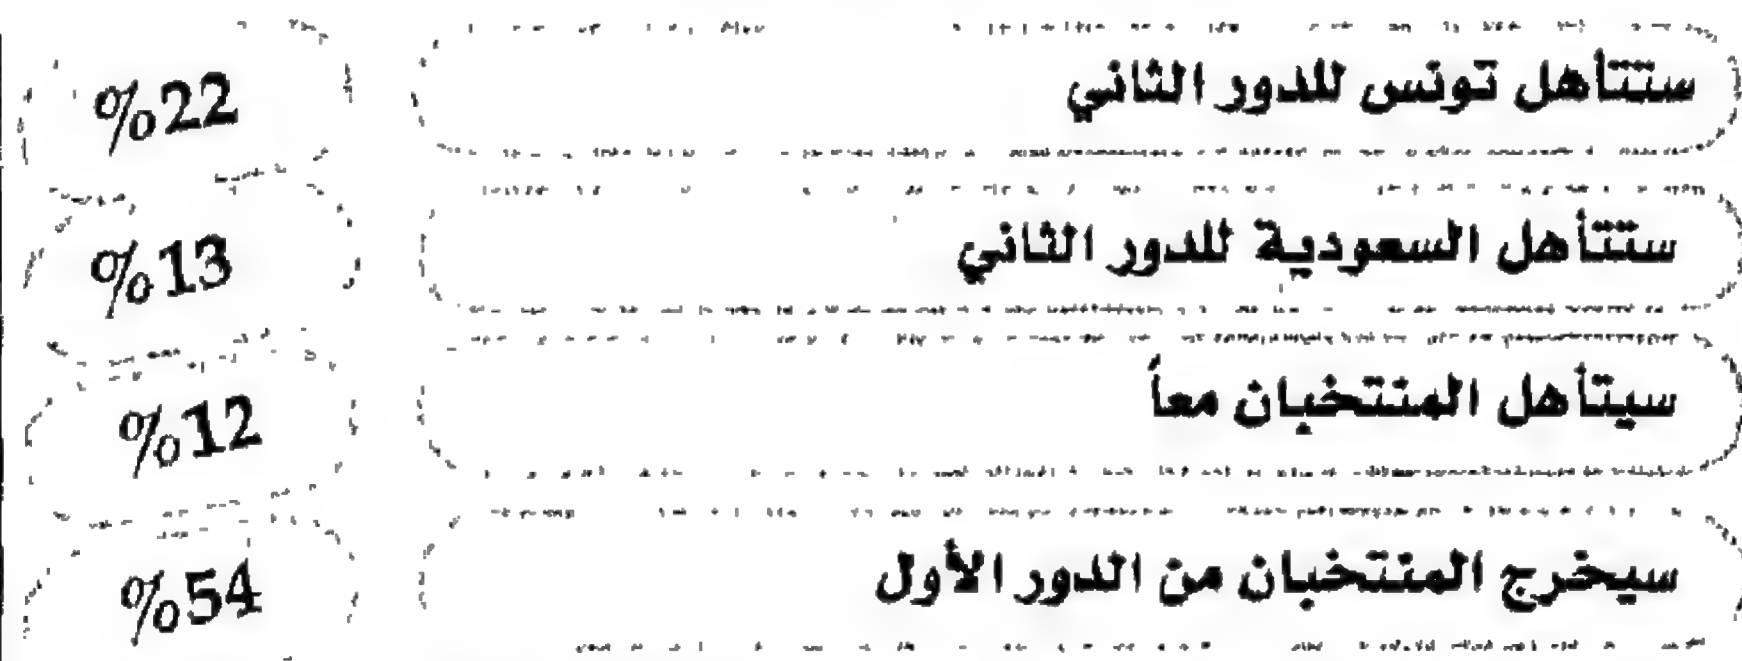 ستتأهل تونس للدور الثاني %22
ستتأهل السعودية للدور الثاني %13
سيتأهل المنتخبان معاً %12
سيخرج المنتخبان من الدور الأول %54